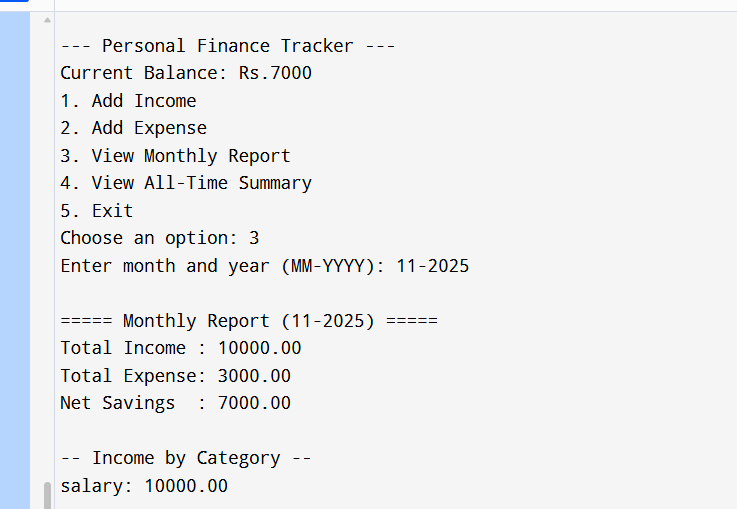 --- Personal Finance Tracker ---
Current Balance: Rs.7000
1. Add Income
2. Add Expense
3. View Monthly Report
4. View All-Time Summary
5. Exit
Choose an option: 3
Enter month and year (MM-YYYY): 11-2025
===== Monthly Report (11-2025) =====
Total Income : 10000.00
Total Expense: 3000.00
Net Savings  : 7000.00
-- Income by Category --
salary: 10000.00